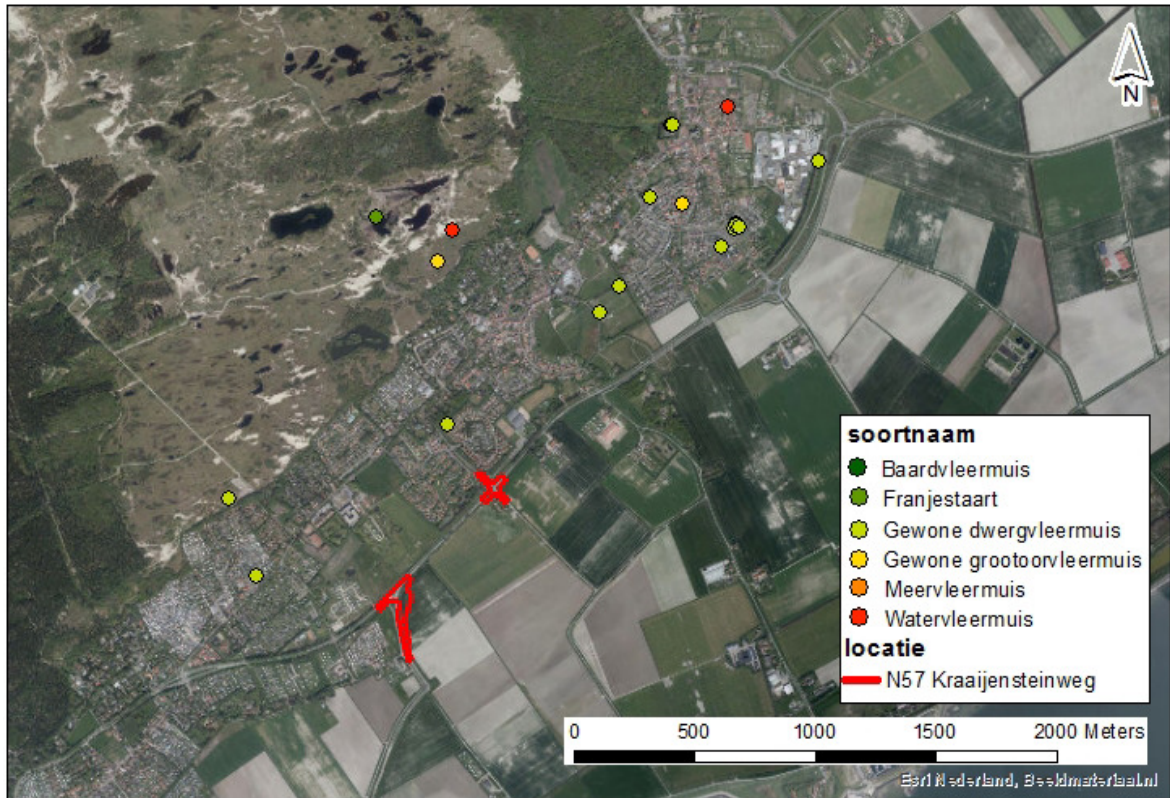 N
soortnaam
Baardvleermuis
Franjestaart
Gewone dwergvleermuis
Gewone grootoorvleermuis
Meervleermuis
Watervleermuis
locatie
N57 Kraaijensteinweg
0 500 1000 1500 2000 Meters
Esri Nederland, Beeldmateriaal.nl